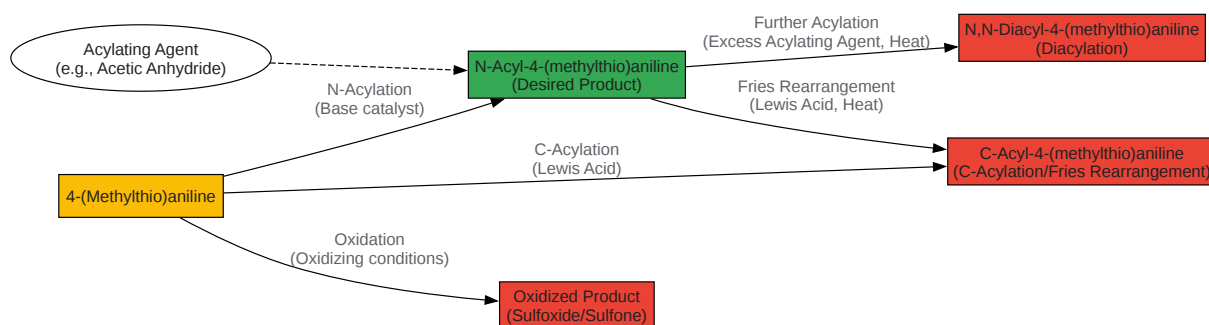 Acylating Agent
(e.g., Acetic Anhydride)
N-Acylation
(Base catalyst)
N-Acyl-4-(methylthio)aniline
(Desired Product)
Further Acylation
(Excess Acylating Agent, Heat)
N,N-Diacyl-4-(methylthio)aniline
(Diacylation)
Fries Rearrangement
(Lewis Acid, Heat)
C-Acylation
(Lewis Acid)
C-Acyl-4-(methylthio)aniline
(C-Acylation/Fries Rearrangement)
4-(Methylthio)aniline
Oxidation
(Oxidizing conditions)
Oxidized Product
(Sulfoxide/Sulfone)